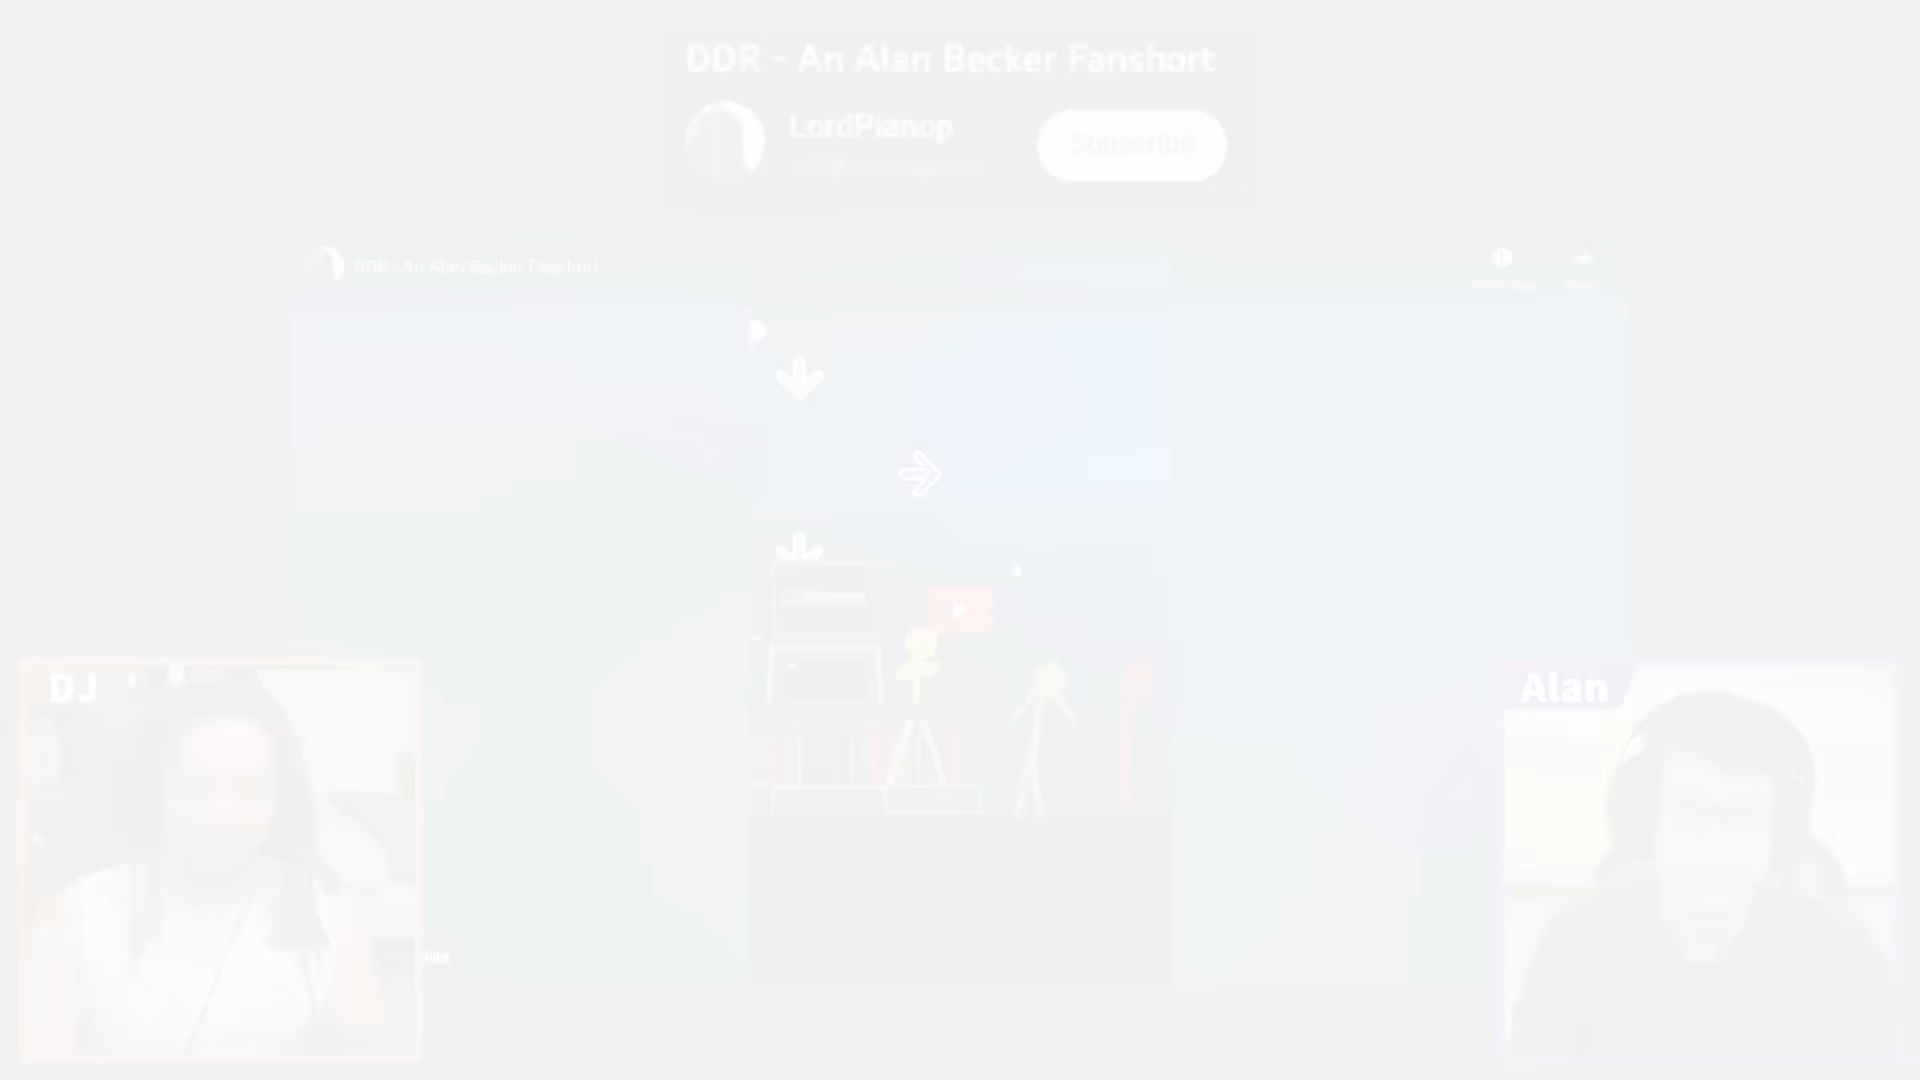 DDR - An Alan Becker Fanshort
LordPianop
Subscribe
DDR - An Alan Becker Fanshort
DJ
Alan